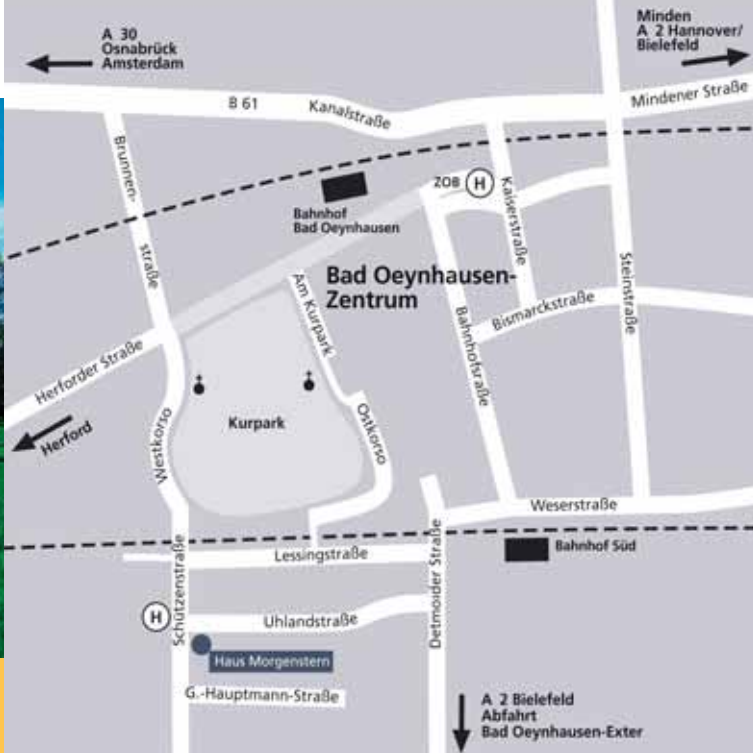 A 30
Osnabrück
Amsterdam
Minden
A 2 Hannover/
Bielefeld
B 61
Kanalstraße
Mindener Straße
Brunnen-
straße
ZOB H
Kaiserstraße
Bahnhof
Bad Oeynhausen
Bad Oeynhausen-
Zentrum
Am Kurpark
Steinstraße
Bismarckstraße
Bahnhofsraße
Herforder Straße
Herford
Westkorso
Kurpark
Ostkorso
Weserstraße
Bahnhof Süd
Lessingstraße
Schützenstraße
Detmoider Straße
H
Uhlandstraße
Haus Morgenstern
G.-Hauptmann-Straße
A 2 Bielefeld
Abfahrt
Bad Oeynhausen-Exter